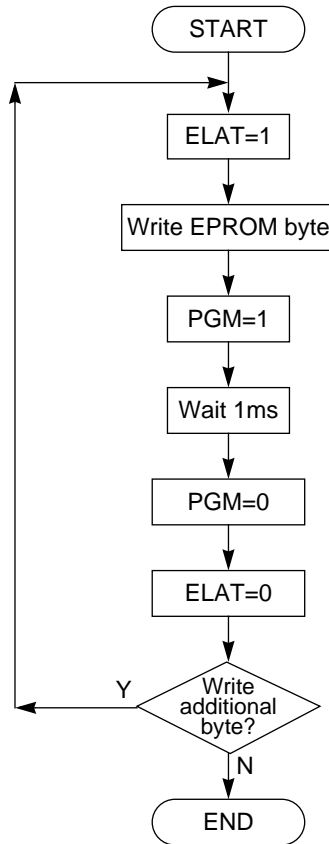 START
ELAT=1
Write EPROM byte
PGM=1
Wait 1ms
PGM=0
ELAT=0
Y
Write
additional
byte?
N
END